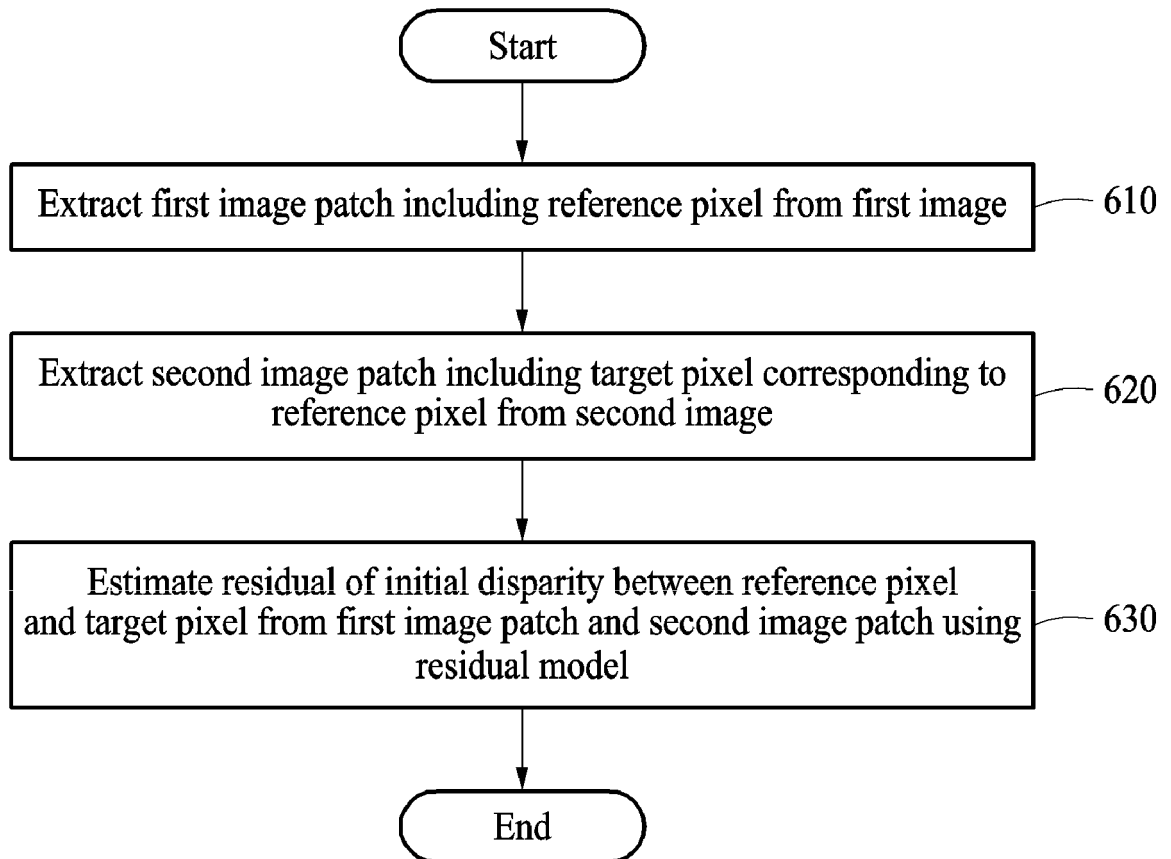 Start
Extract first image patch including reference pixel from first image
610
Extract second image patch including target pixel corresponding to
reference pixel from second image
620
Estimate residual of initial disparity between reference pixel
and target pixel from first image patch and second image patch using
residual model
630
End